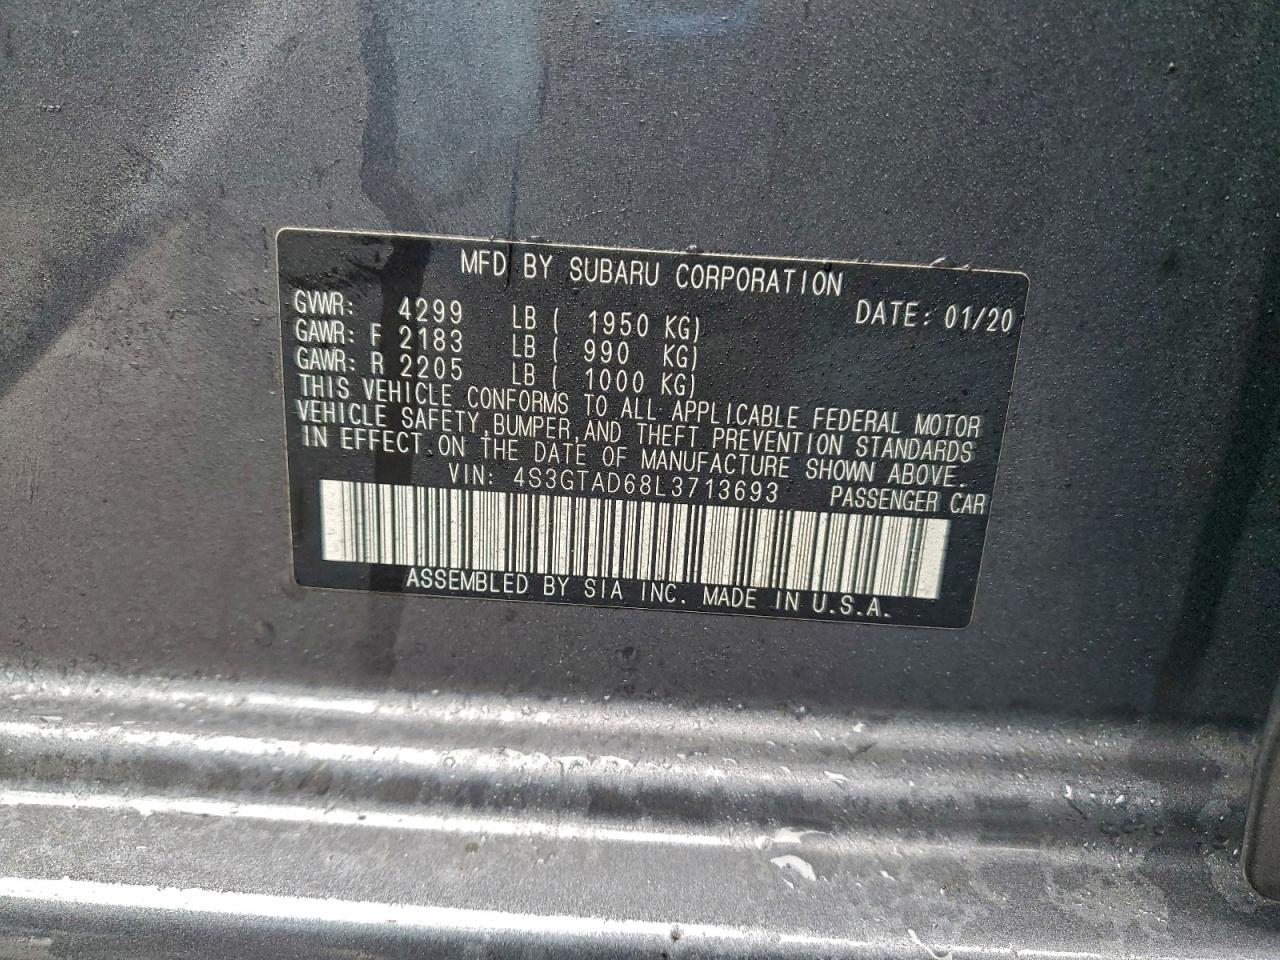 MFD BY SUBARU CORPORATION
DATE: 01/20
GVWR: 4299 LB ( 1950 KG)
GAWR: F 2183 LB ( 990 KG)
GAWR: R 2205 LB ( 1000 KG)
THIS VEHICLE CONFORMS TO ALL APPLICABLE FEDERAL MOTOR
VEHICLE SAFETY,BUMPER,AND THEFT PREVENTION STANDARDS
IN EFFECT ON THE DATE OF MANUFACTURE SHOWN ABOVE.
VIN: 4S3GTAD68L3713693 PASSENGER CAR
ASSEMBLED BY SIA INC. MADE IN U.S.A.